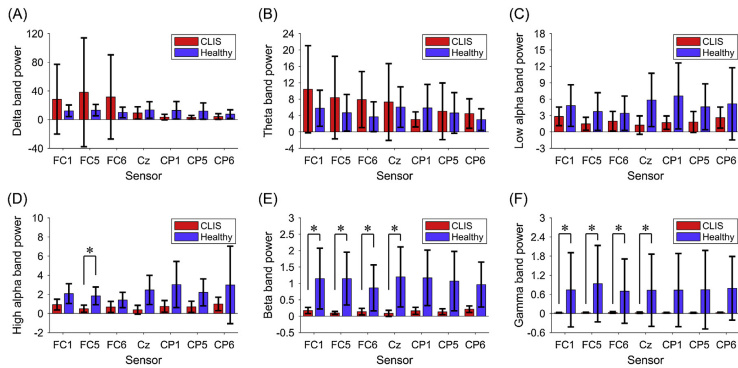 (A)
Delta band power
120
80
40
0
-40
CLIS
Healthy
FC1 FC5 FC6 Cz CP1 CP5 CP6
Sensor
(B)
Theta band power
24
20
16
12
8
4
0
-4
CLIS
Healthy
FC1 FC5 FC6 Cz CP1 CP5 CP6
Sensor
(C)
Low alpha band power
18
15
12
9
6
3
0
-3
CLIS
Healthy
FC1 FC5 FC6 Cz CP1 CP5 CP6
Sensor
(D)
High alpha band power
10
8
6
4
2
0
-2
*
CLIS
Healthy
FC1 FC5 FC6 Cz CP1 CP5 CP6
Sensor
(E)
Beta band power
3
2.5
2
1.5
1
0.5
0
-0.5
* * * *
CLIS
Healthy
FC1 FC5 FC6 Cz CP1 CP5 CP6
Sensor
(F)
Gamma band power
3
2.4
1.8
1.2
0.6
0
-0.6
* * * *
CLIS
Healthy
FC1 FC5 FC6 Cz CP1 CP5 CP6
Sensor